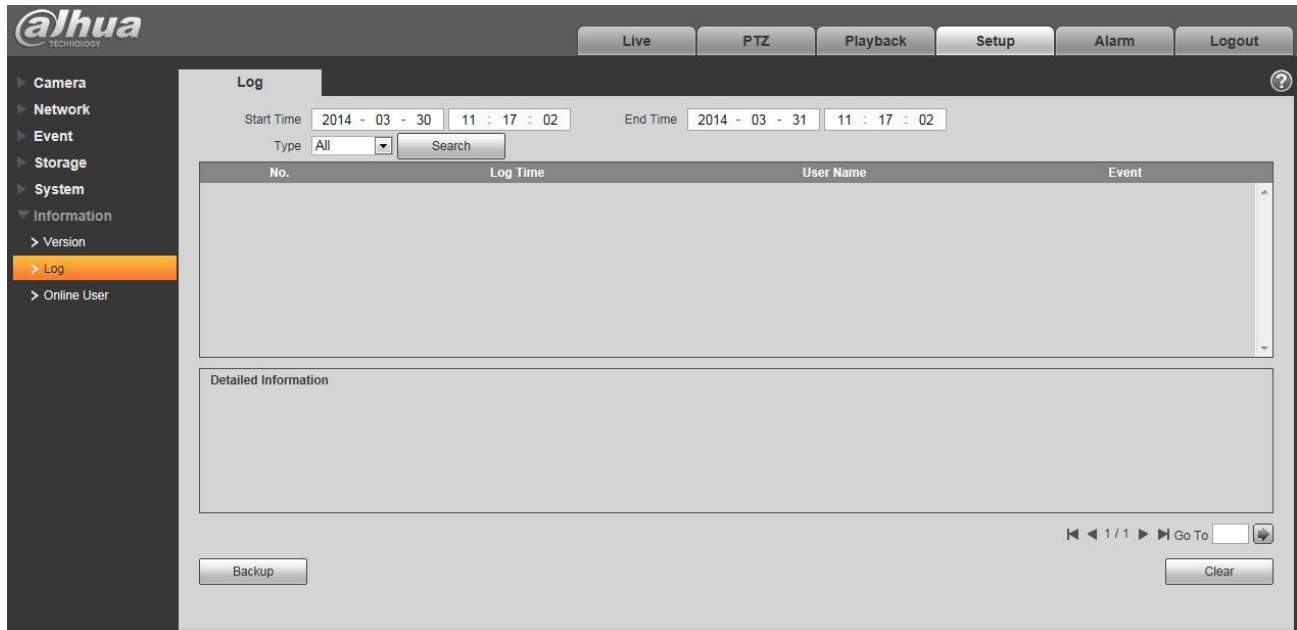 alhua
TECHNOLOGY
Live PTZ Playback Setup Alarm Logout
Camera
Network
Event
Storage
System
Information
> Version
> Log
> Online User
Log ?
Start Time 2014 - 03 - 30 11 : 17 : 02 End Time 2014 - 03 - 31 11 : 17 : 02
Type All Search
No. Log Time User Name Event
Detailed Information
1 / 1 Go To
Backup Clear